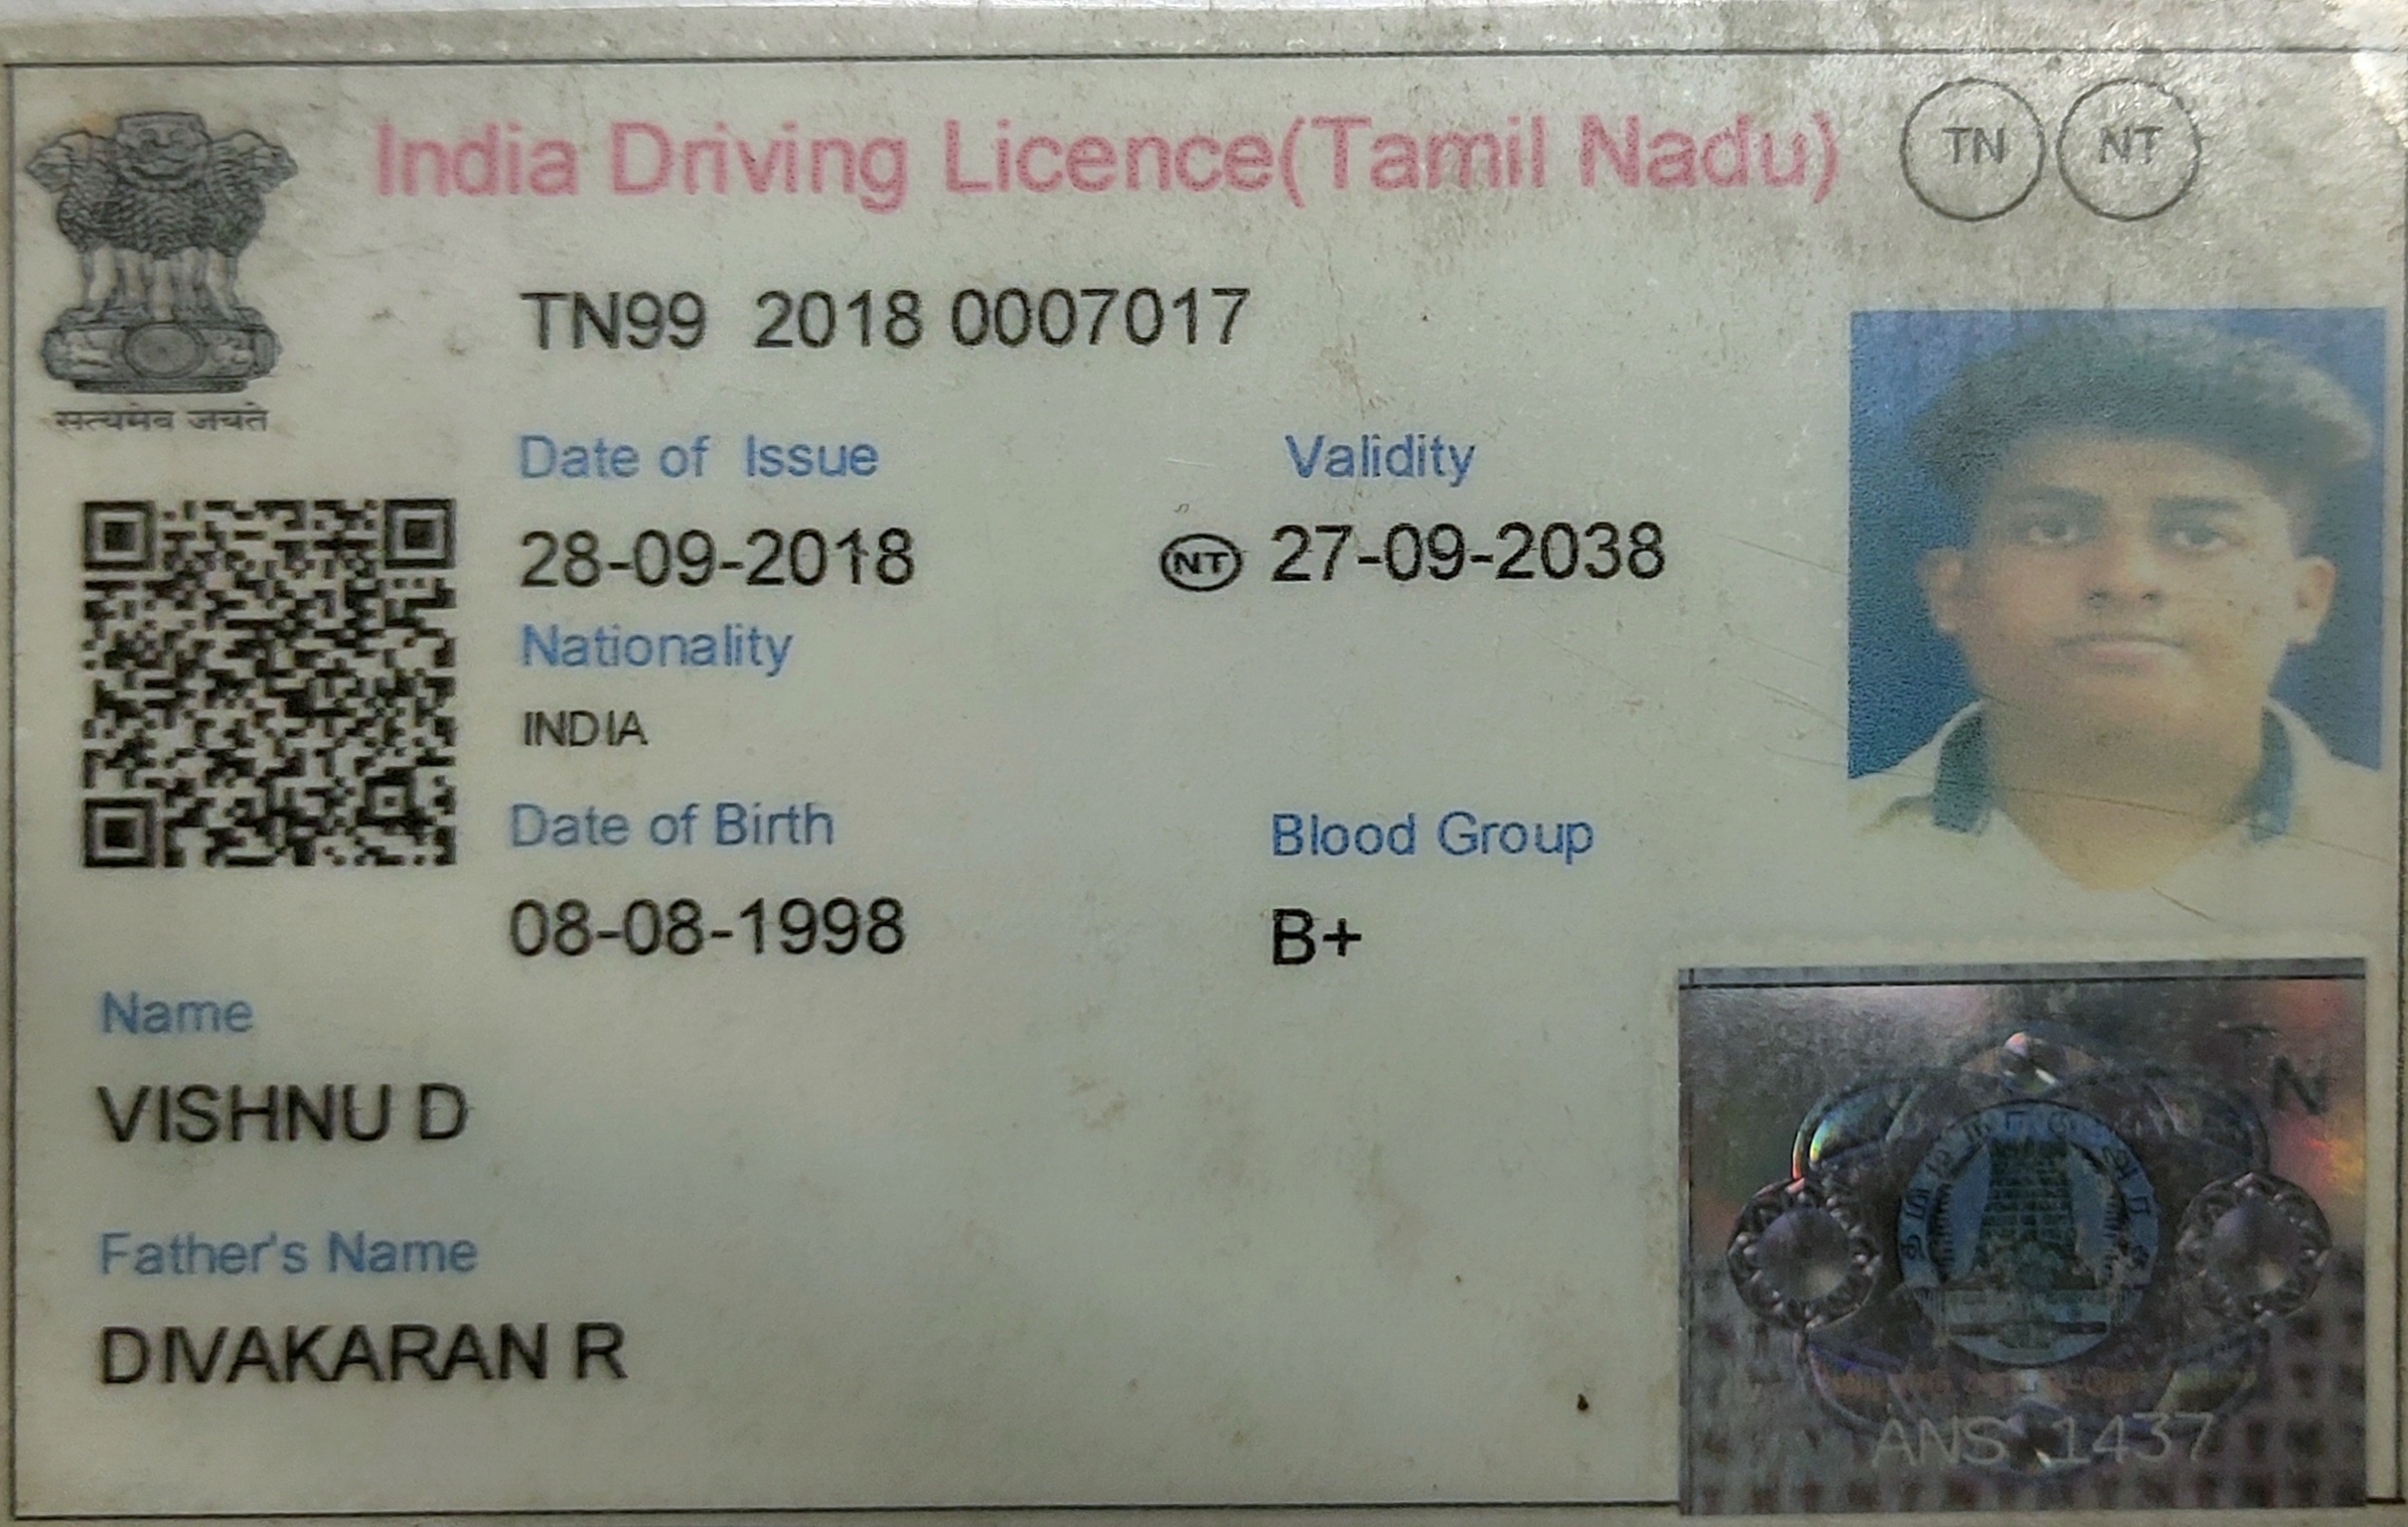 India Driving Licence(Tamil Nadu) TN NT
TN99 2018 0007017
सत्यमेव जयते
Date of Issue Validity
28-09-2018 NT 27-09-2038
Nationality
INDIA
Date of Birth Blood Group
08-08-1998 B+
Name
VISHNU D
Father's Name
DIVAKARAN R
TN
ANS 1437